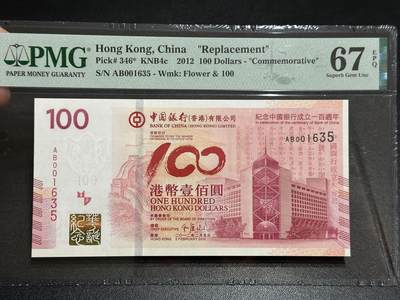 PMG
PAPER MONEY GUARANTY
Hong Kong, China "Replacement"
Pick#346* KNB4c 2012 100 Dollars - "Commemorative"
S/N AB001635 - Wmk: Flower & 100
67 EPQ
Superb Gem Unc
100
中國銀行(香港)有限公司
BANK OF CHINA (HONG KONG) LIMITED
紀念中國銀行成立一百週年
AB001635
AB001635
100
港幣壹佰圓
ONE HUNDRED
HONG KONG DOLLARS
HONG KONG